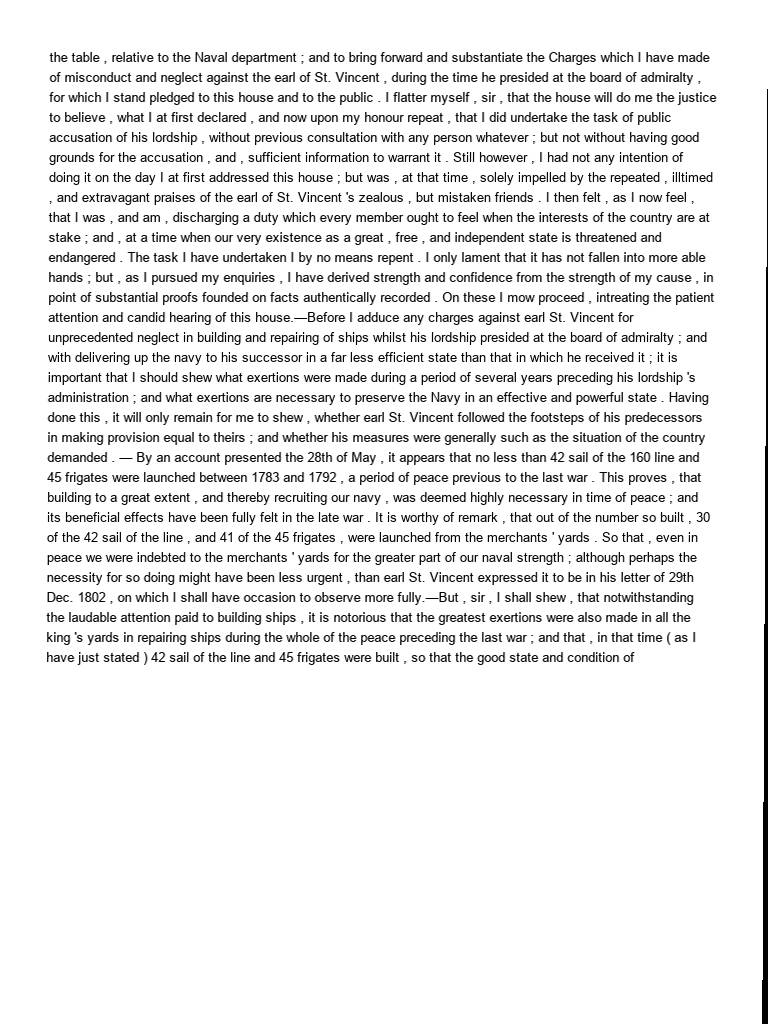 the table , relative to the Naval department ; and to bring forward and substantiate the Charges which I have made
of misconduct and neglect against the earl of St. Vincent , during the time he presided at the board of admiralty ,
for which I stand pledged to this house and to the public . I flatter myself , sir , that the house will do me the justice
to believe , what I at first declared , and now upon my honour repeat , that I did undertake the task of public
accusation of his lordship , without previous consultation with any person whatever ; but not without having good
grounds for the accusation , and , sufficient information to warrant it . Still however , I had not any intention of
doing it on the day I at first addressed this house ; but was , at that time , solely impelled by the repeated , illtimed
, and extravagant praises of the earl of St. Vincent 's zealous , but mistaken friends . I then felt , as I now feel ,
that I was , and am , discharging a duty which every member ought to feel when the interests of the country are at
stake ; and , at a time when our very existence as a great , free , and independent state is threatened and
endangered . The task I have undertaken I by no means repent . I only lament that it has not fallen into more able
hands ; but , as I pursued my enquiries , I have derived strength and confidence from the strength of my cause , in
point of substantial proofs founded on facts authentically recorded . On these I mow proceed , intreating the patient
attention and candid hearing of this house.—Before I adduce any charges against earl St. Vincent for
unprecedented neglect in building and repairing of ships whilst his lordship presided at the board of admiralty ; and
with delivering up the navy to his successor in a far less efficient state than that in which he received it ; it is
important that I should shew what exertions were made during a period of several years preceding his lordship 's
administration ; and what exertions are necessary to preserve the Navy in an effective and powerful state . Having
done this , it will only remain for me to shew , whether earl St. Vincent followed the footsteps of his predecessors
in making provision equal to theirs ; and whether his measures were generally such as the situation of the country
demanded . — By an account presented the 28th of May , it appears that no less than 42 sail of the 160 line and
45 frigates were launched between 1783 and 1792 , a period of peace previous to the last war . This proves , that
building to a great extent , and thereby recruiting our navy , was deemed highly necessary in time of peace ; and
its beneficial effects have been fully felt in the late war . It is worthy of remark , that out of the number so built , 30
of the 42 sail of the line , and 41 of the 45 frigates , were launched from the merchants ' yards . So that , even in
peace we were indebted to the merchants ' yards for the greater part of our naval strength ; although perhaps the
necessity for so doing might have been less urgent , than earl St. Vincent expressed it to be in his letter of 29th
Dec. 1802 , on which I shall have occasion to observe more fully.—But , sir , I shall shew , that notwithstanding
the laudable attention paid to building ships , it is notorious that the greatest exertions were also made in all the
king 's yards in repairing ships during the whole of the peace preceding the last war ; and that , in that time ( as I
have just stated ) 42 sail of the line and 45 frigates were built , so that the good state and condition of